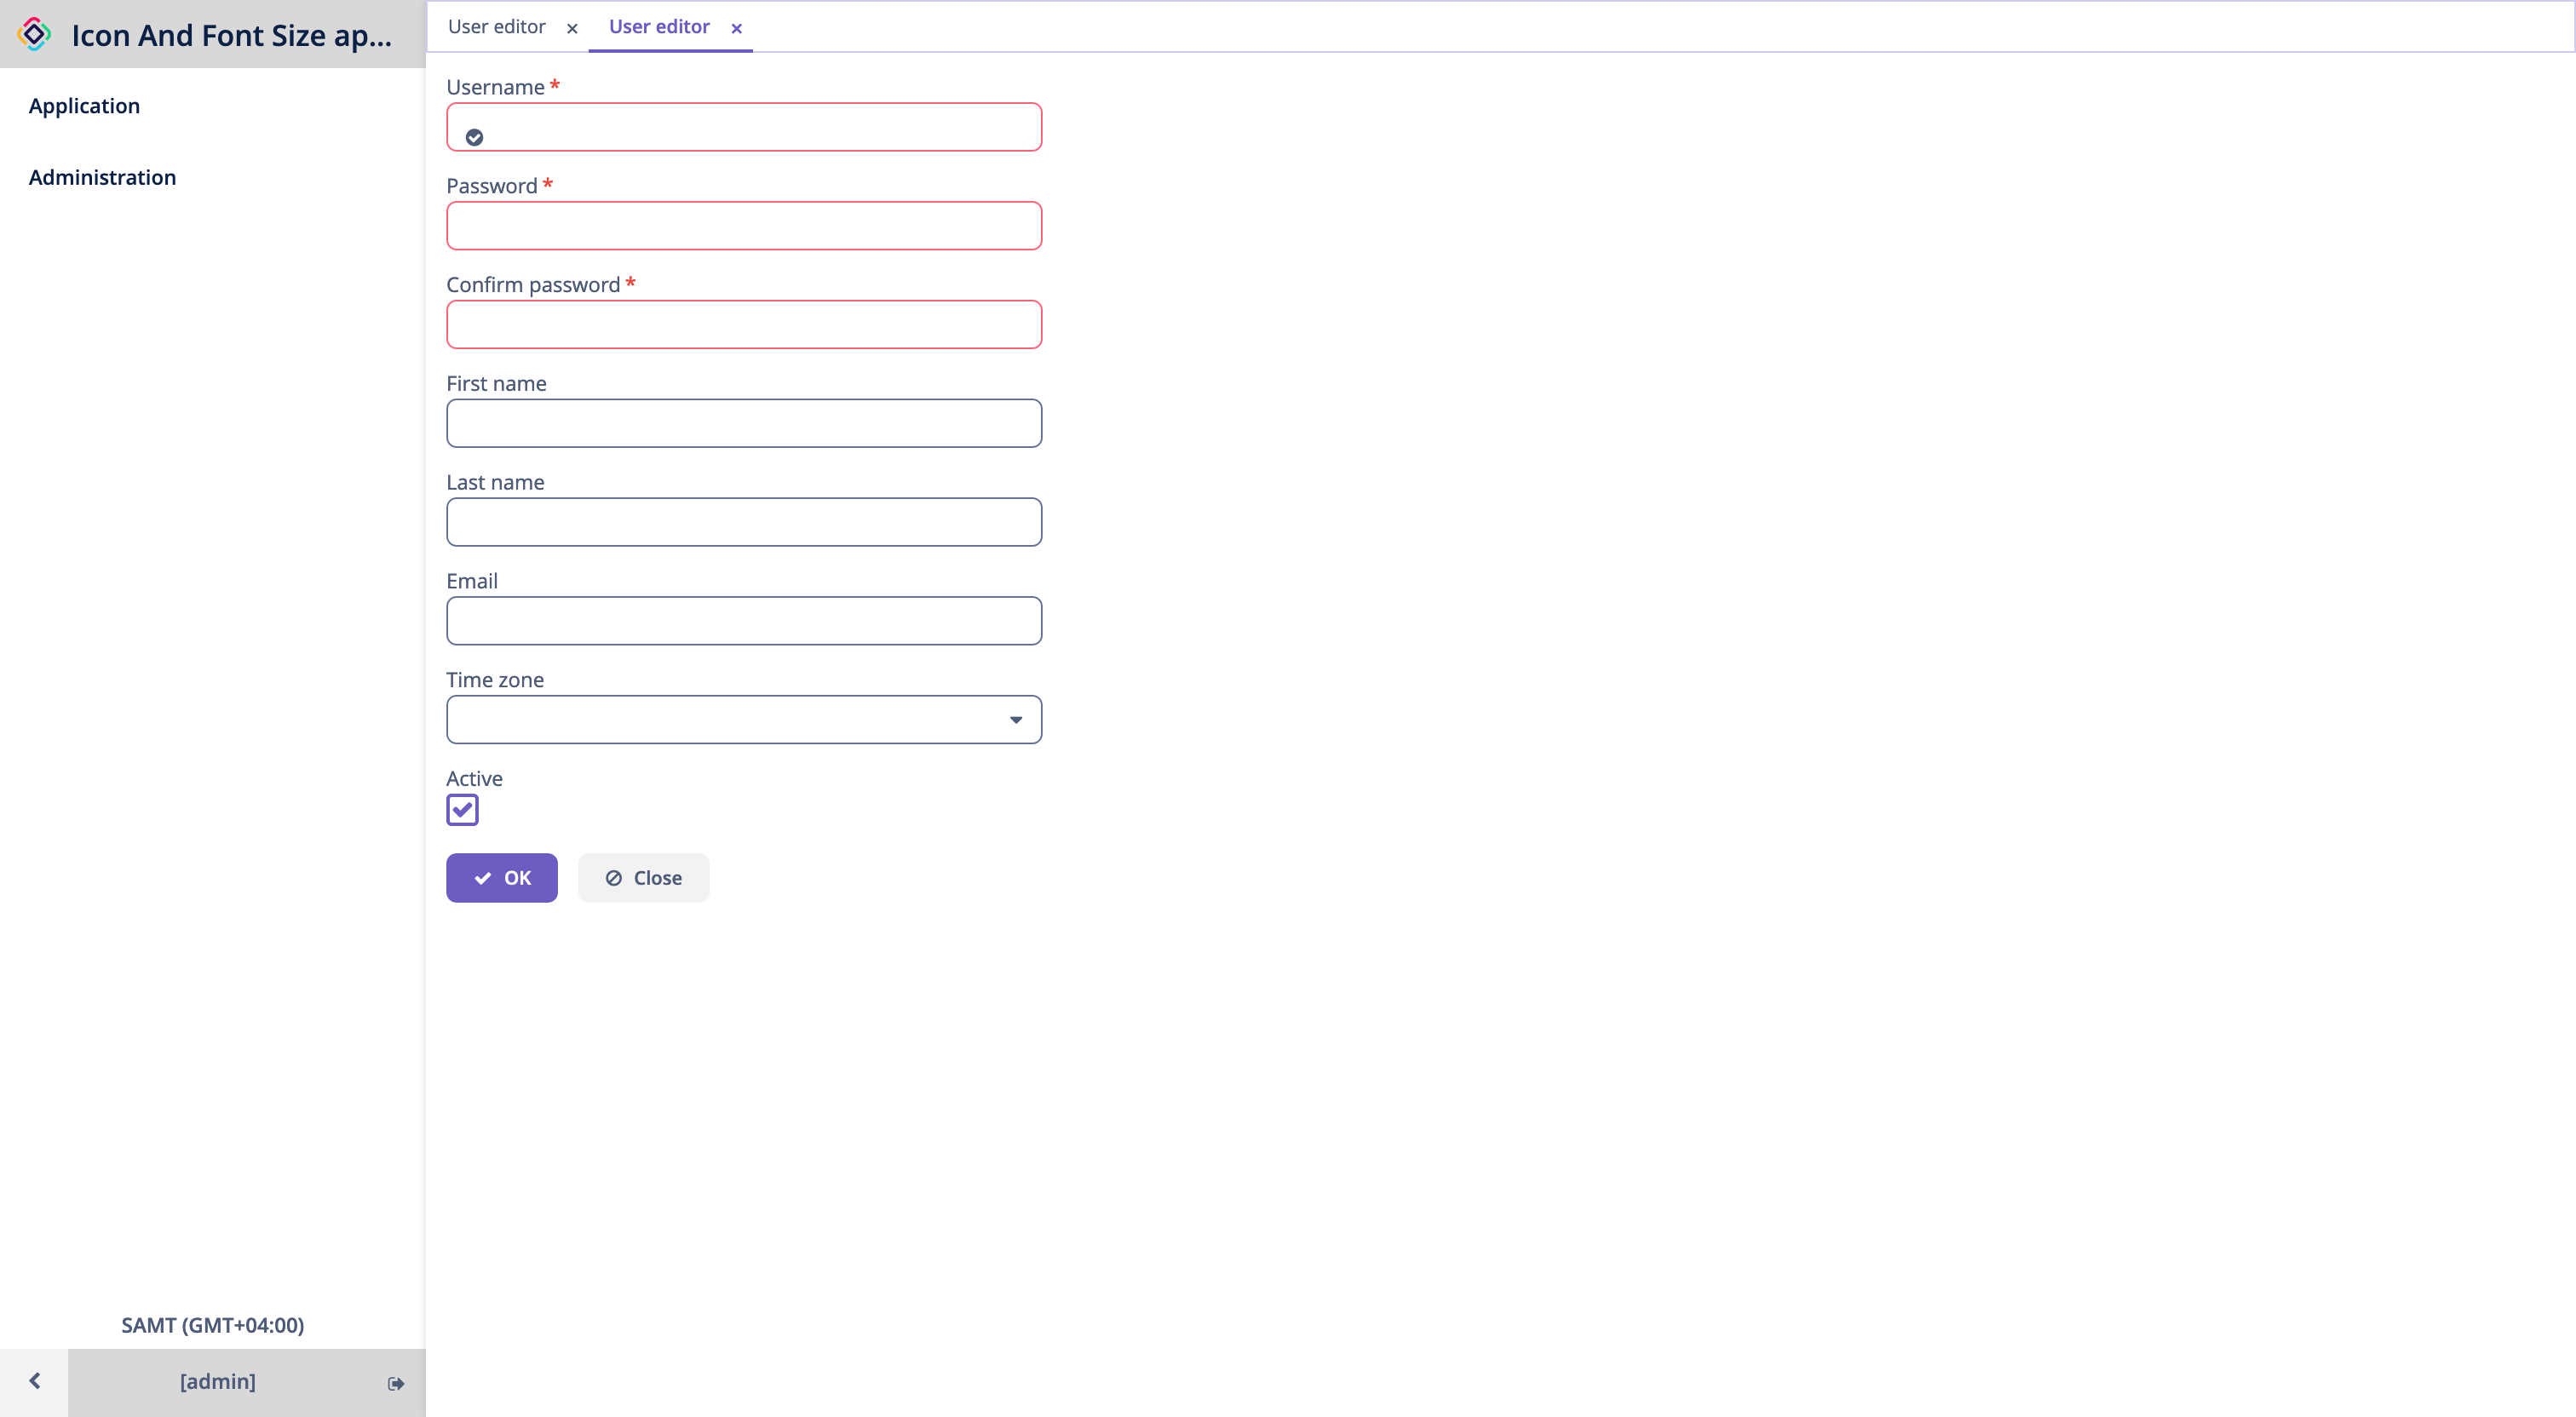 Icon And Font Size ap...
Application
Administration
SAMT (GMT+04:00)
[admin]
User editor
User editor
Username *
Password *
Confirm password *
First name
Last name
Email
Time zone
Active
OK
Close